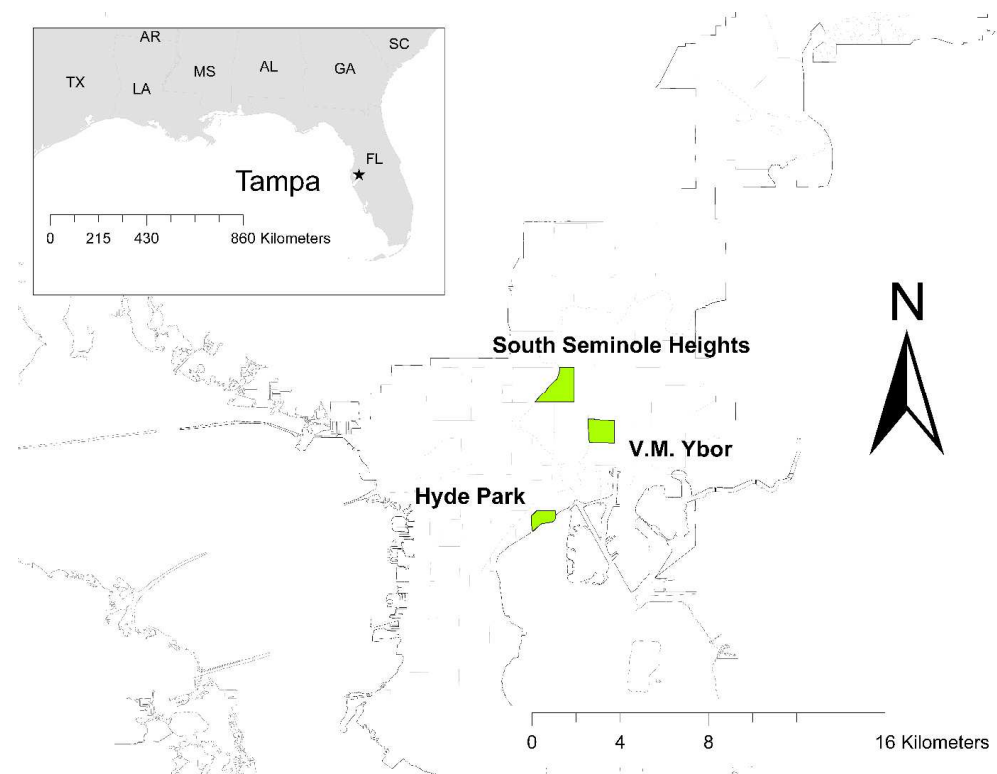 AR
SC
TX
LA
MS
AL
GA
FL
Tampa
0 215 430 860 Kilometers
N
South Seminole Heights
V.M. Ybor
Hyde Park
0 4 8 16 Kilometers